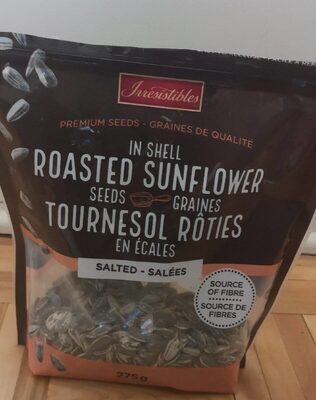 Irrésistibles
PREMIUM SEEDS - GRAINES DE QUALITÉ
IN SHELL
ROASTED SUNFLOWER
SEEDS GRAINES
TOURNESOL RÔTIES
EN ÉCALES
SALTED - SALÉES
SOURCE
OF FIBRE
SOURCE DE
FIBRES
275g